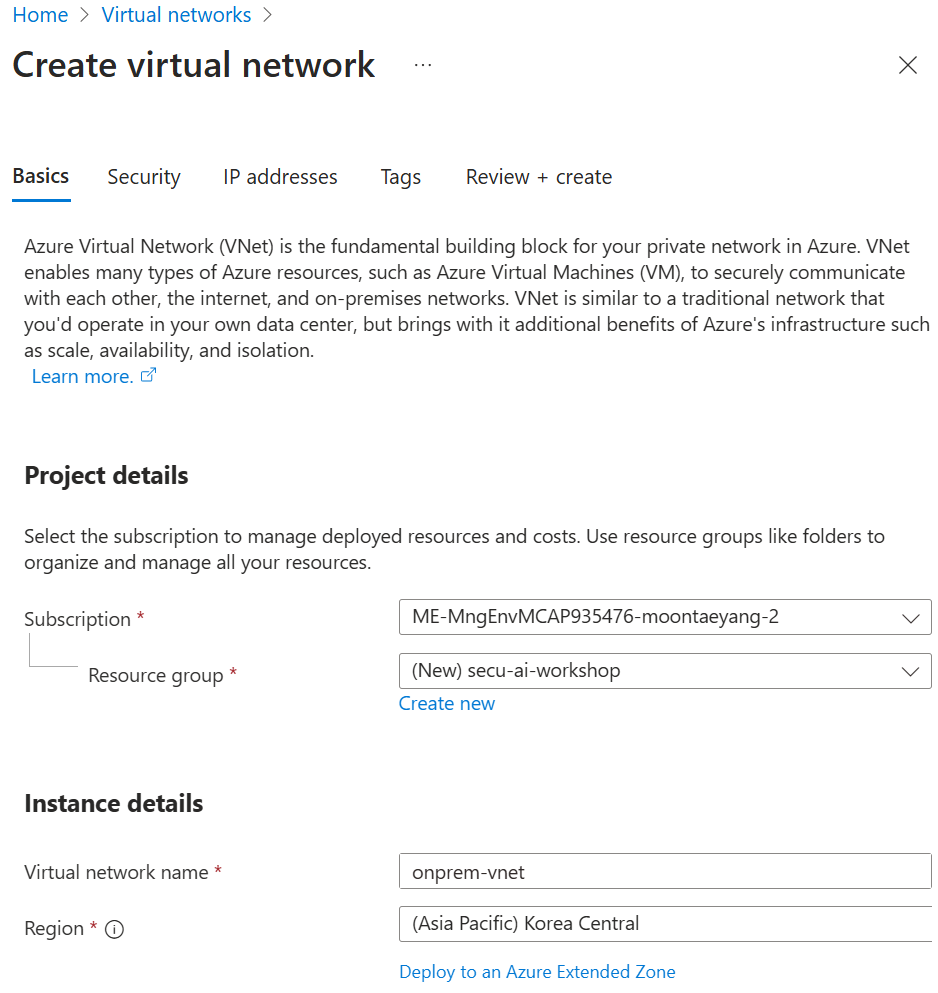 Home > Virtual networks >
Create virtual network ...
Basics Security IP addresses Tags Review + create
Azure Virtual Network (VNet) is the fundamental building block for your private network in Azure. VNet
enables many types of Azure resources, such as Azure Virtual Machines (VM), to securely communicate
with each other, the internet, and on-premises networks. VNet is similar to a traditional network that
you'd operate in your own data center, but brings with it additional benefits of Azure's infrastructure such
as scale, availability, and isolation.
Learn more.
Project details
Select the subscription to manage deployed resources and costs. Use resource groups like folders to
organize and manage all your resources.
Subscription * ME-MngEnvMCAP935476-moontaeyang-2
Resource group * (New) secu-ai-workshop
Create new
Instance details
Virtual network name * onprem-vnet
Region * (Asia Pacific) Korea Central
Deploy to an Azure Extended Zone